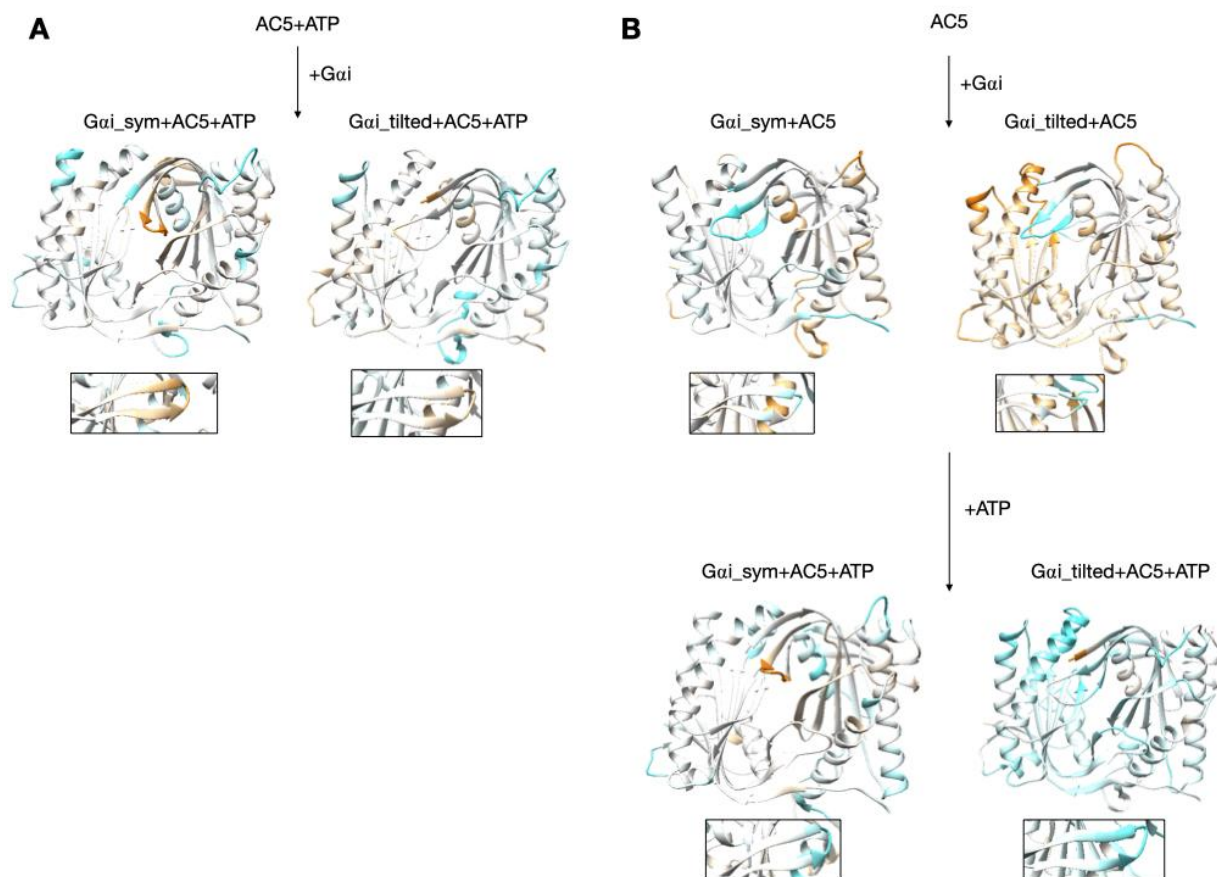 A
AC5+ATP
+Gαi
Gαi_sym+AC5+ATP
Gαi_tilted+AC5+ATP
B
AC5
+Gαi
Gαi_sym+AC5
Gαi_tilted+AC5
+ATP
Gαi_sym+AC5+ATP
Gαi_tilted+AC5+ATP